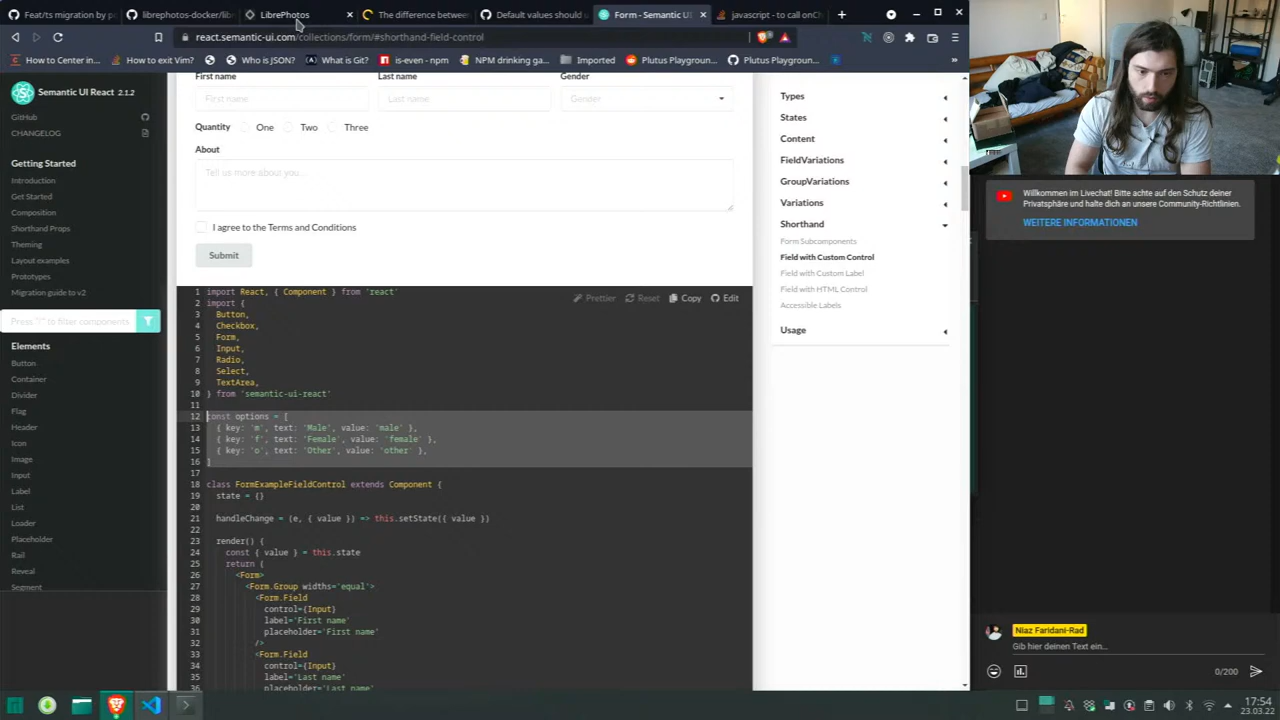 Feat/ts migration by p
librephotos-docker/lib
LibrePhotos
The difference between
Default values should
Form - Semantic UI
javascript - to call onCh
react.semantic-ui.com/collections/form/#shorthand-field-control
How to Center in...
How to exit Vim?
Who is JSON?
What is Git?
is-even - npm
NPM drinking ga...
Imported
Plutus Playgroun...
Plutus Playgroun...
Semantic UI React 2.1.2
GitHub
CHANGELOG
Getting Started
Introduction
Get Started
Composition
Shorthand Props
Theming
Layout examples
Prototypes
Migration guide to v2
Press "/" to filter components
Elements
Button
Container
Divider
Flag
Header
Icon
Image
Input
Label
List
Loader
Placeholder
Rail
Reveal
Segment
First name
Last name
Gender
First name
Last name
Gender
Quantity One Two Three
About
Tell us more about you...
I agree to the Terms and Conditions
Submit
Prettier Reset Copy Edit
1 import React, { Component } from 'react'
2 import {
3 Button,
4 Checkbox,
5 Form,
6 Input,
7 Radio,
8 Select,
9 TextArea,
10 } from 'semantic-ui-react'
11
12 const options = [
13 { key: 'm', text: 'Male', value: 'male' },
14 { key: 'f', text: 'Female', value: 'female' },
15 { key: 'o', text: 'Other', value: 'other' },
16 ]
17
18 class FormExampleFieldControl extends Component {
19 state = {}
20
21 handleChange = (e, { value }) => this.setState({ value })
22
23 render() {
24 const { value } = this.state
25 return (
26 <Form>
27 <Form.Group widths='equal'>
28 <Form.Field
29 control={Input}
30 label='First name'
31 placeholder='First name'
32 />
33 <Form.Field
34 control={Input}
35 label='Last name'
36 placeholder='Last name'
Types
States
Content
FieldVariations
GroupVariations
Variations
Shorthand
Form Subcomponents
Field with Custom Control
Field with Custom Label
Field with HTML Control
Accessible Labels
Usage
Willkommen im Livechat! Bitte achte auf den Schutz deiner
Privatsphäre und halte dich an unsere Community-Richtlinien.
WEITERE INFORMATIONEN
Niaz Faridani-Rad
Gib hier deinen Text ein...
0/200
17:54
23.03.22